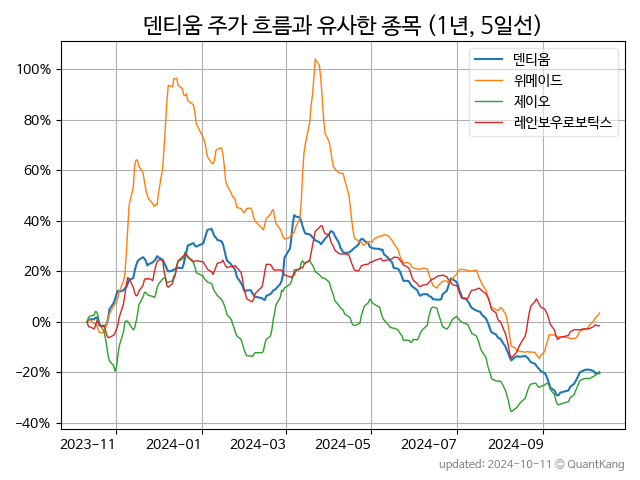 덴티움 주가 흐름과 유사한 종목 (1년, 5일선)
덴티움
위메이드
제이오
레인보우로보틱스
100%
80%
60%
40%
20%
0%
−20%
−40%
2023-11
2024-01
2024-03
2024-05
2024-07
2024-09
updated: 2024-10-11 © QuantKang